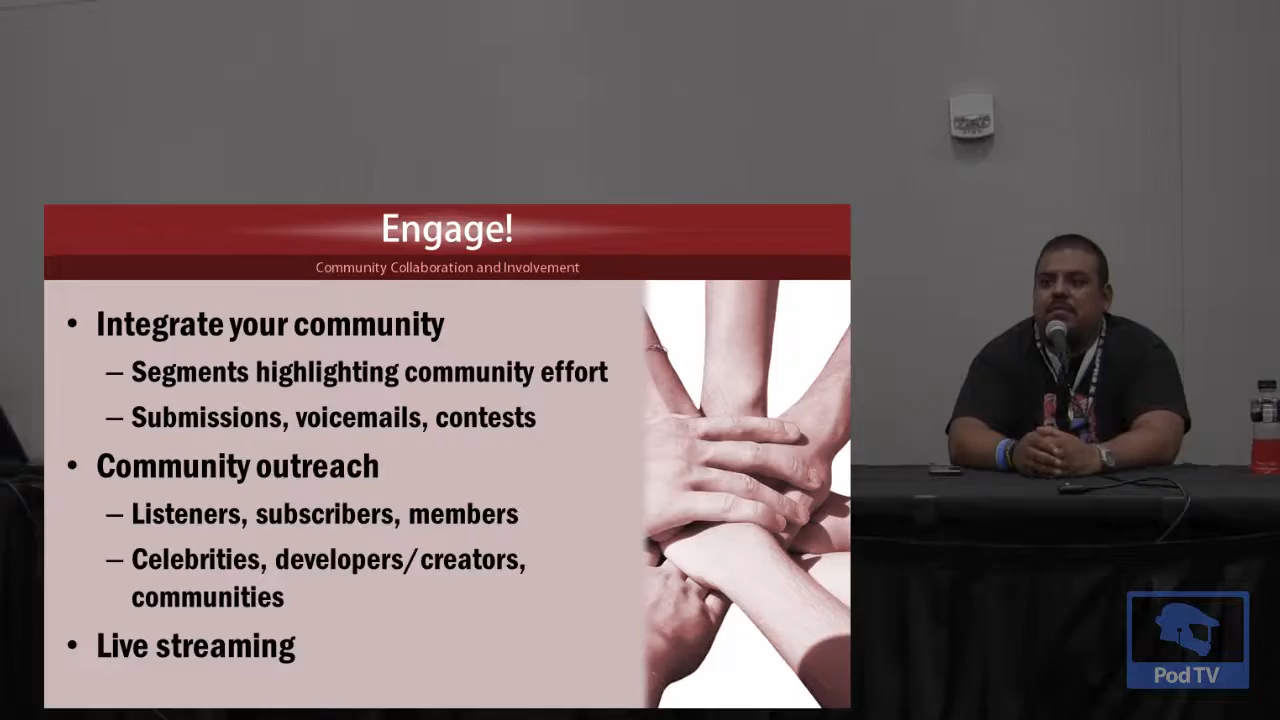 Engage!
Community Collaboration and Involvement
• Integrate your community
– Segments highlighting community effort
– Submissions, voicemails, contests
• Community outreach
– Listeners, subscribers, members
– Celebrities, developers/creators,
communities
• Live streaming
PodTV